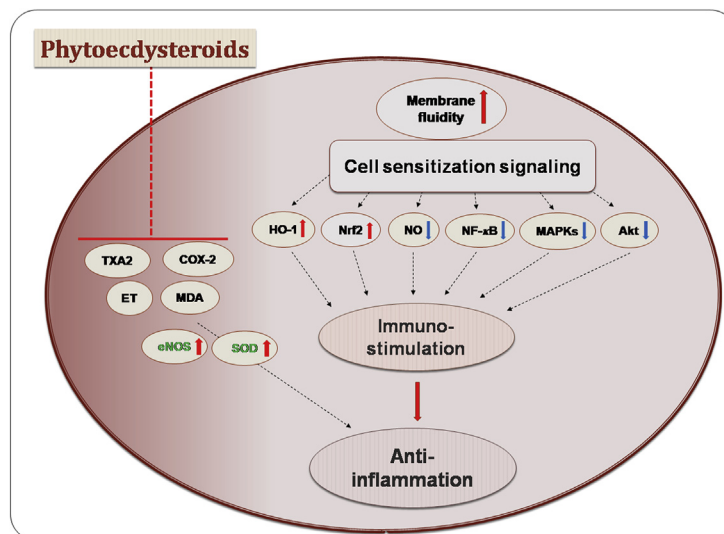 Phytoecdysteroids
Membrane
fluidity
Cell sensitization signaling
HO-1
Nrf2
NO
NF-κB
MAPKs
Akt
TXA2
COX-2
ET
MDA
eNOS
SOD
Immuno-
stimulation
Anti-
inflammation